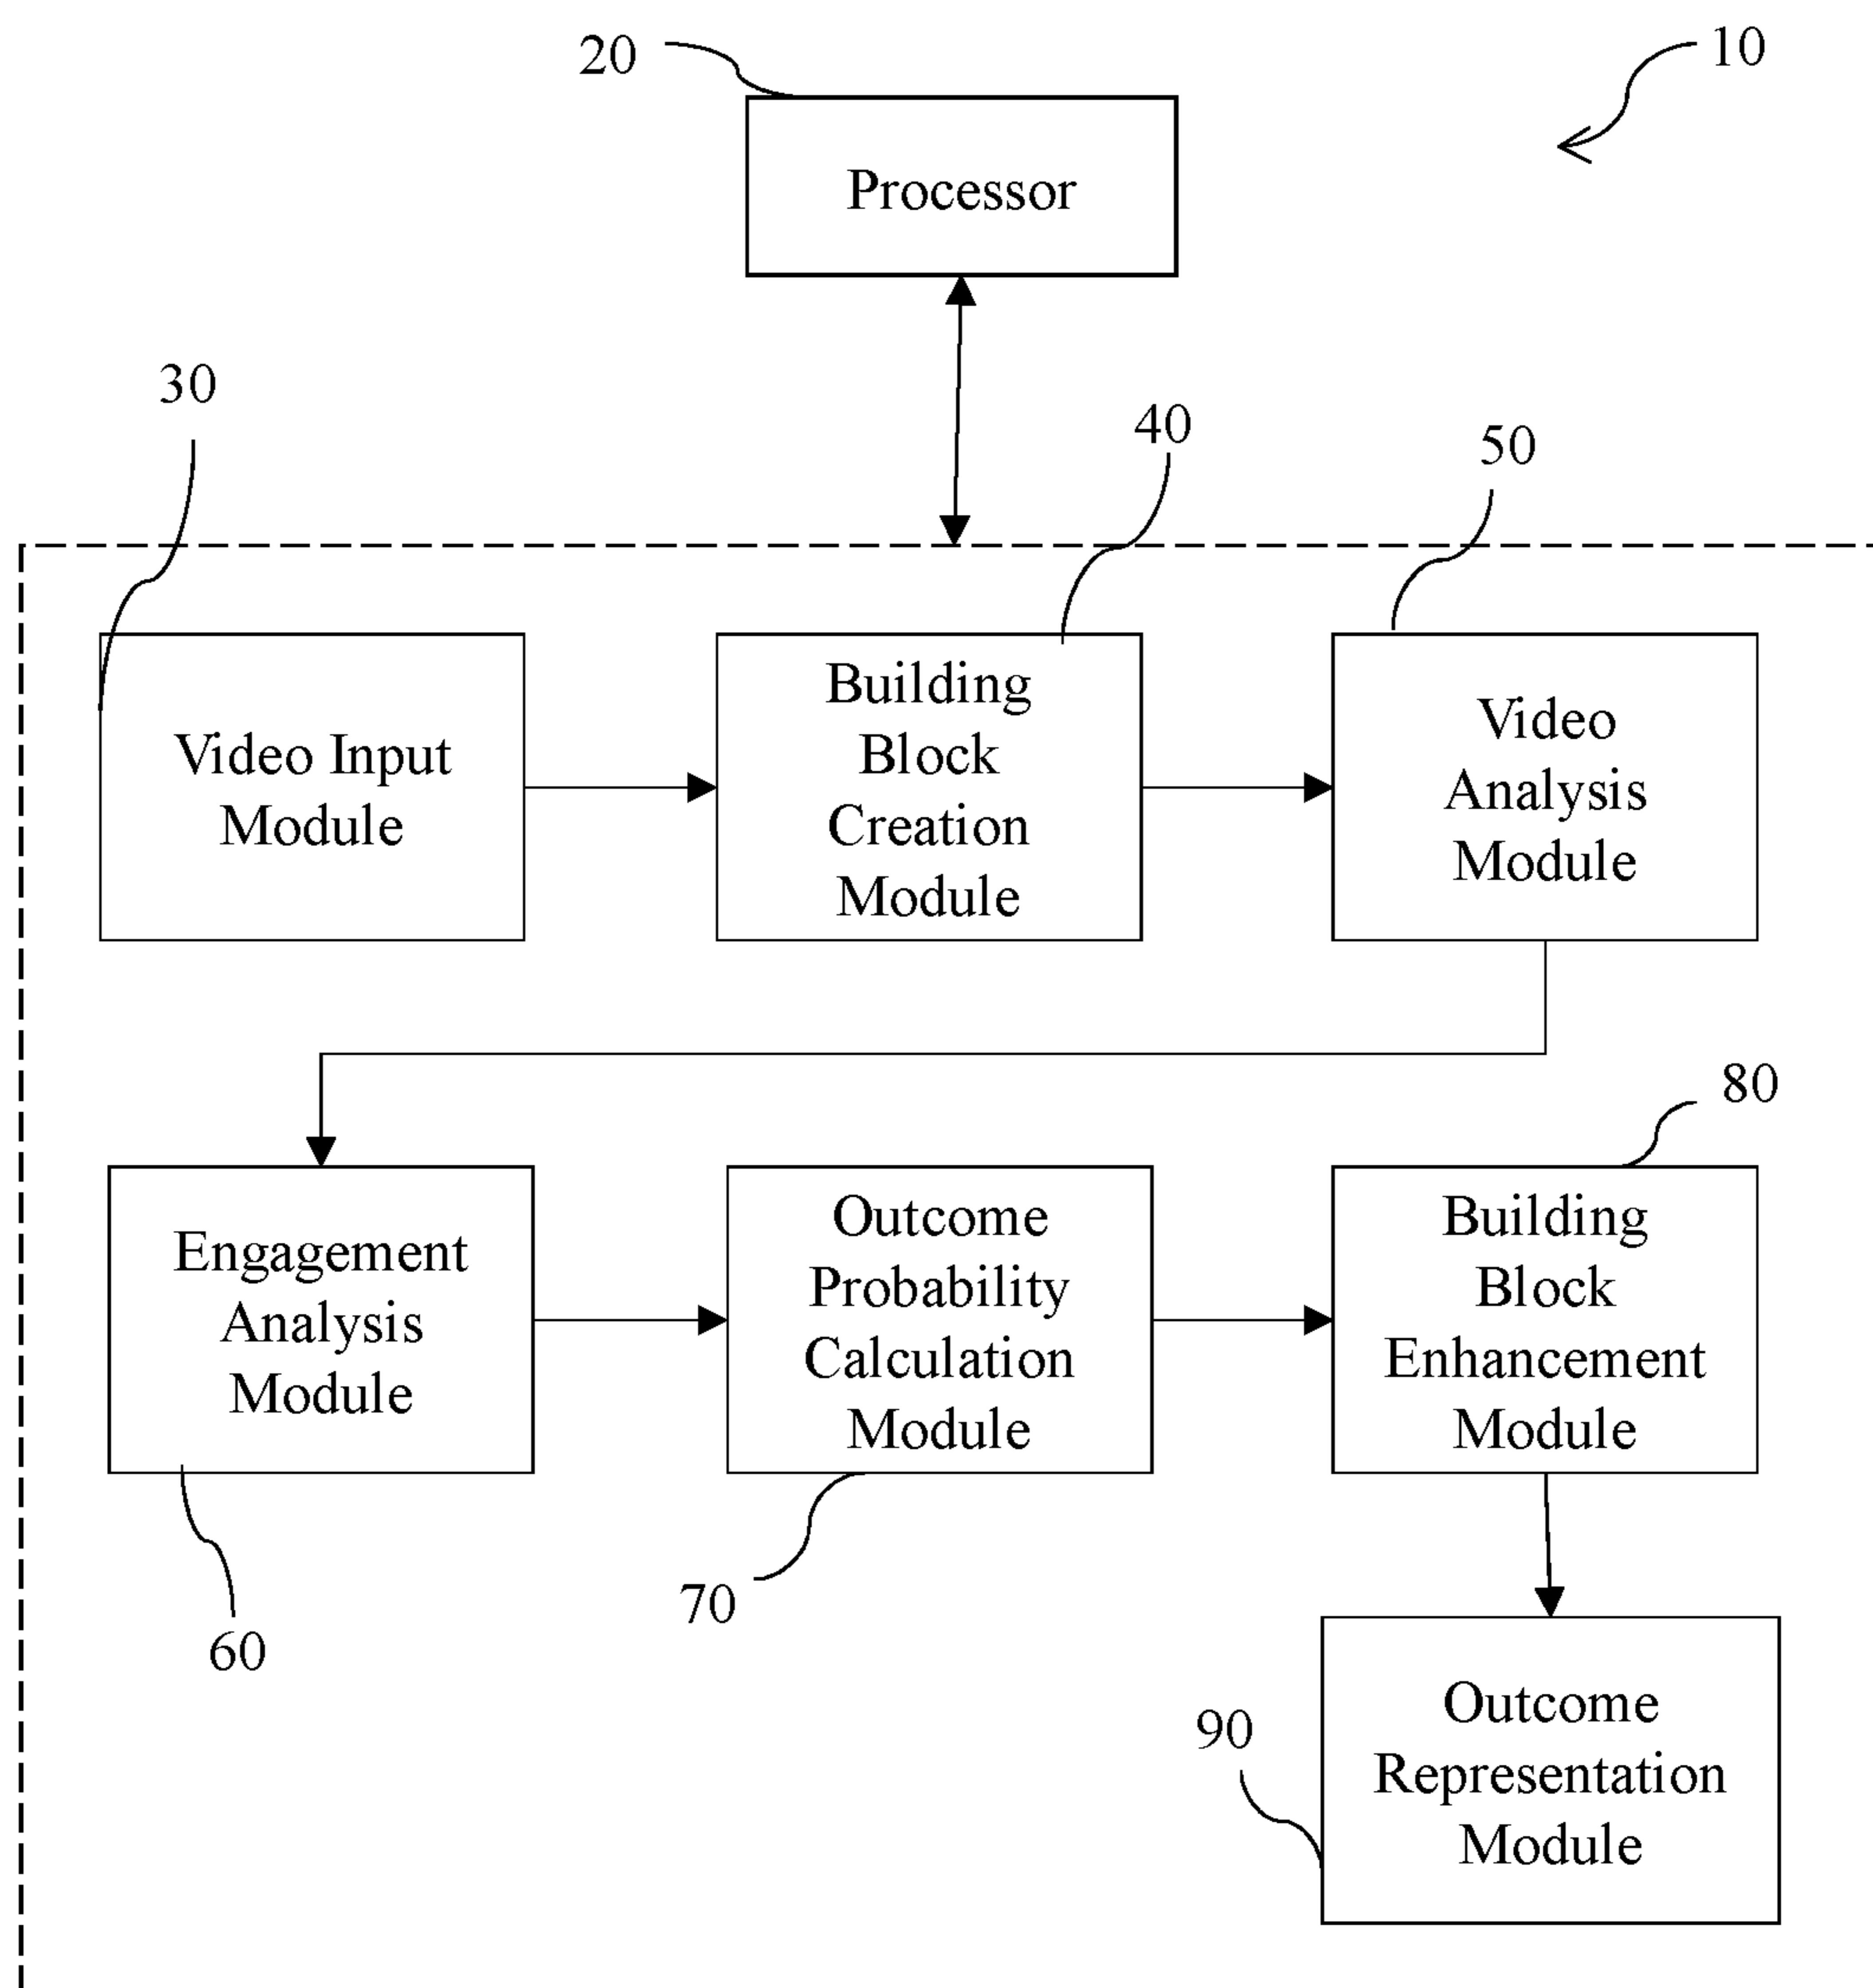 20
10
Processor
30
40
50
Video Input
Module
Building
Block
Creation
Module
Video
Analysis
Module
80
Engagement
Analysis
Module
Outcome
Probability
Calculation
Module
Building
Block
Enhancement
Module
60
70
90
Outcome
Representation
Module